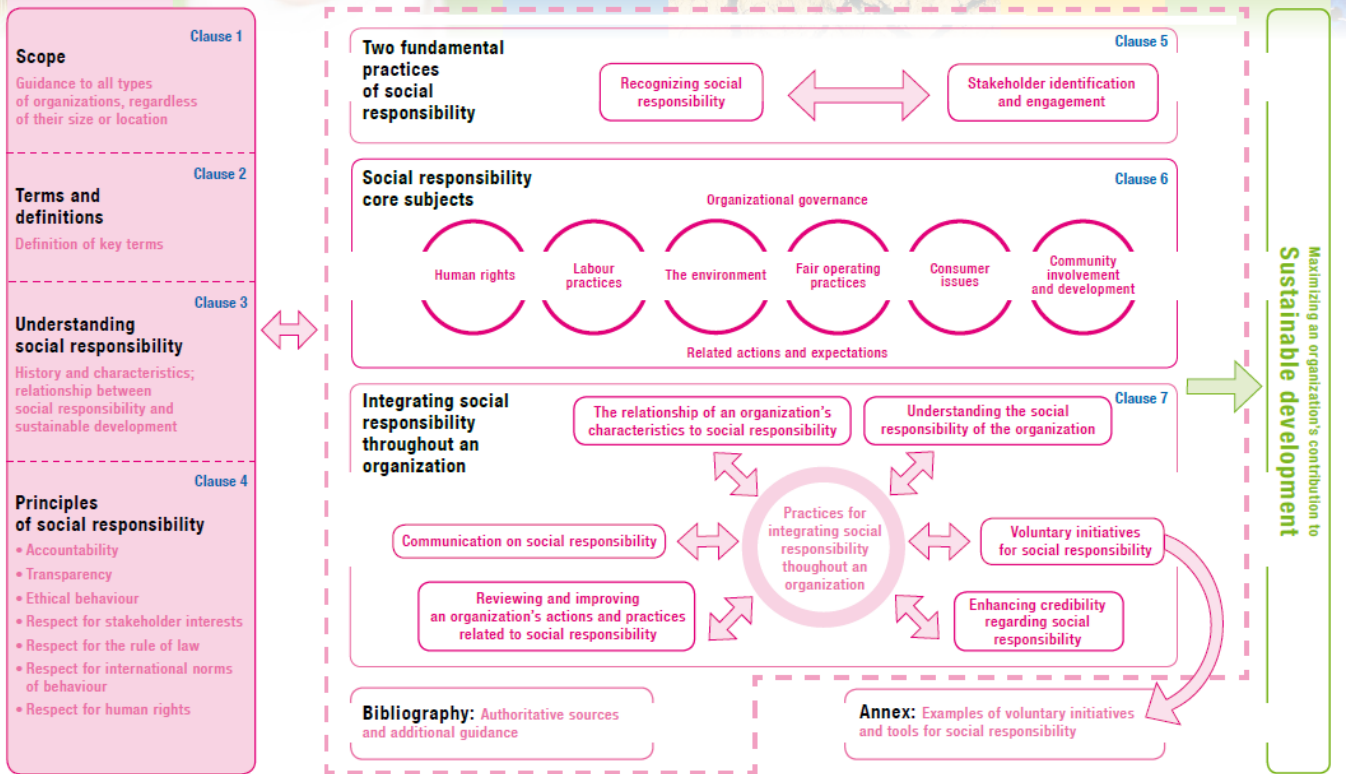 Clause 1
Scope
Guidance to all types
of organizations, regardless
of their size or location
Clause 2
Terms and
definitions
Definition of key terms
Clause 3
Understanding
social responsibility
History and characteristics;
relationship between
social responsibility and
sustainable development
Clause 4
Principles
of social responsibility
• Accountability
• Transparency
• Ethical behaviour
• Respect for stakeholder interests
• Respect for the rule of law
• Respect for international norms
of behaviour
• Respect for human rights
Two fundamental
practices
of social
responsibility
Clause 5
Recognizing social
responsibility
Stakeholder identification
and engagement
Social responsibility
core subjects
Clause 6
Organizational governance
Human rights
Labour
practices
The environment
Fair operating
practices
Consumer
issues
Community
involvement
and development
Related actions and expectations
Integrating social
responsibility
throughout an
organization
Clause 7
The relationship of an organization's
characteristics to social responsibility
Understanding the social
responsibility of the organization
Practices for
integrating social
responsibility
thoughout an
organization
Communication on social responsibility
Voluntary initiatives
for social responsibility
Reviewing and improving
an organization's actions and practices
related to social responsibility
Enhancing credibility
regarding social
responsibility
Bibliography: Authoritative sources
and additional guidance
Annex: Examples of voluntary initiatives
and tools for social responsibility
Maximizing an organization's contribution to
Sustainable development